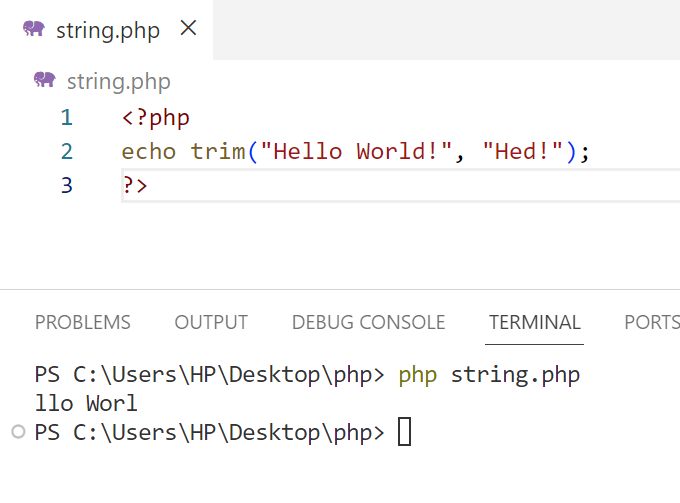 string.php
string.php
1 <?php
2 echo trim("Hello World!", "Hed!");
3 ?>
PROBLEMS OUTPUT DEBUG CONSOLE TERMINAL PORTS
PS C:\Users\HP\Desktop\php> php string.php
llo Worl
PS C:\Users\HP\Desktop\php>